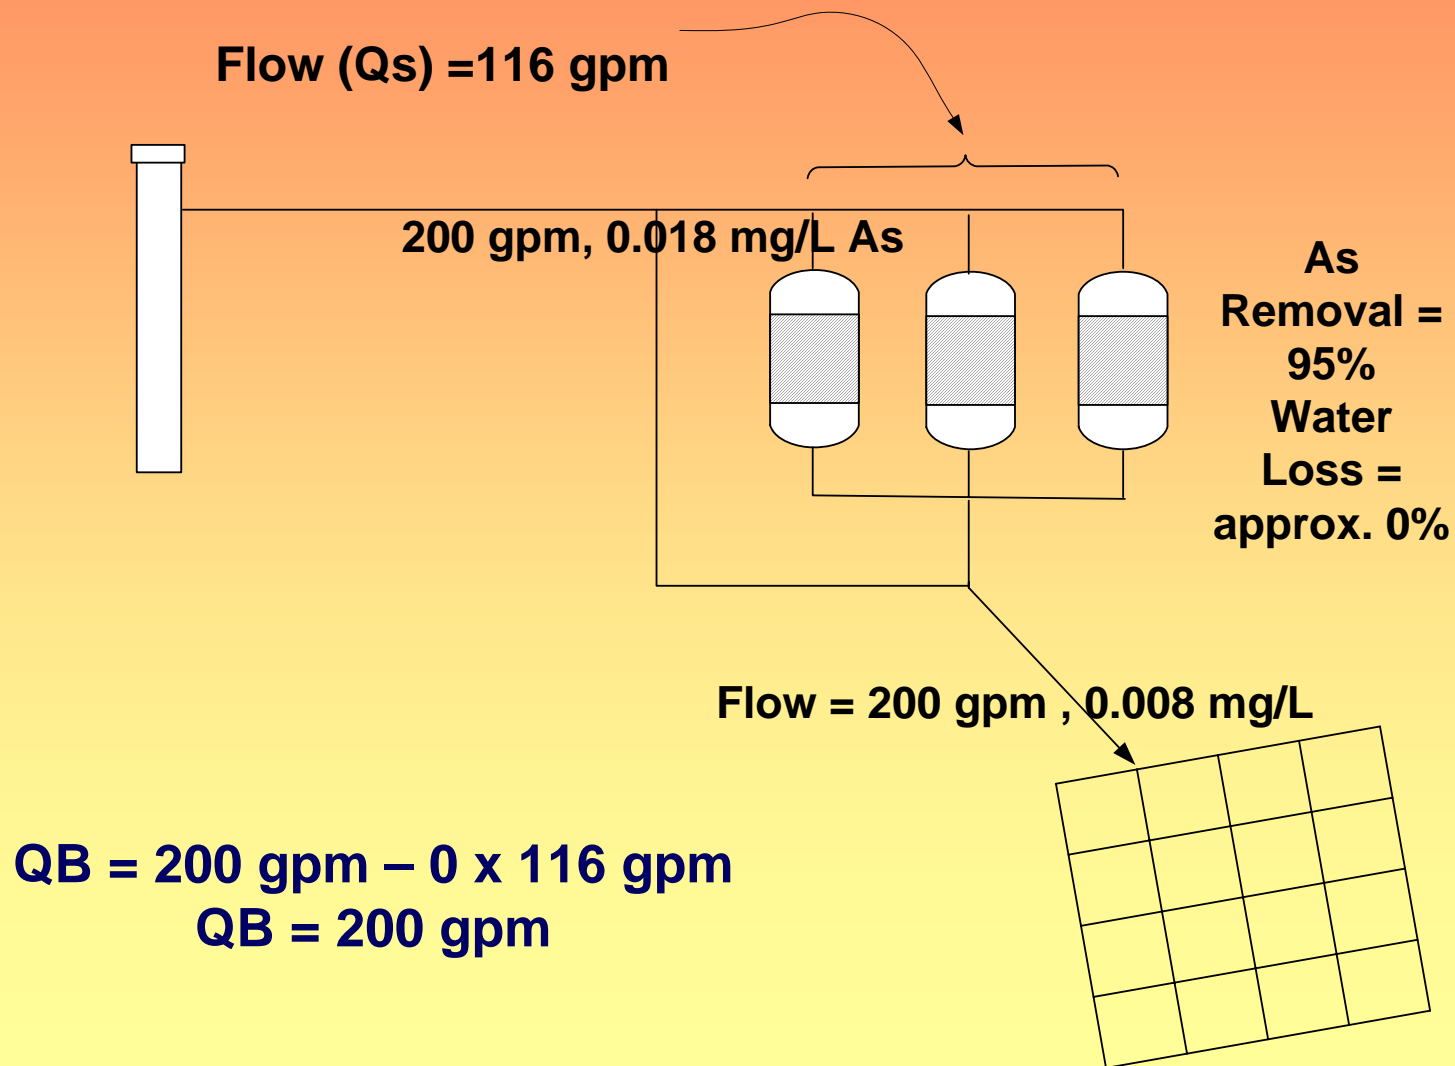 Flow (Qs) =116 gpm
200 gpm, 0.018 mg/L As
As
Removal =
95%
Water
Loss =
approx. 0%
Flow = 200 gpm , 0.008 mg/L
QB = 200 gpm – 0 x 116 gpm
QB = 200 gpm